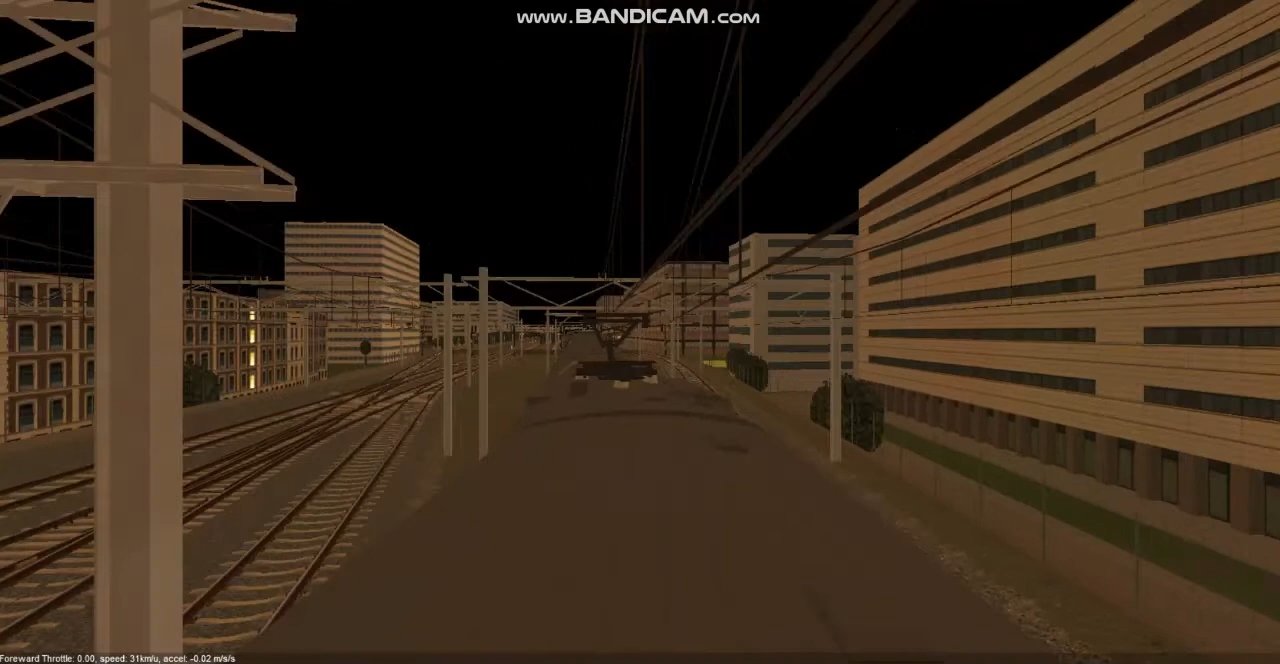 www.BANDICAM.com
Foreward Throttle: 0.00, speed: 31km/u, accel: -0.02 m/s/s